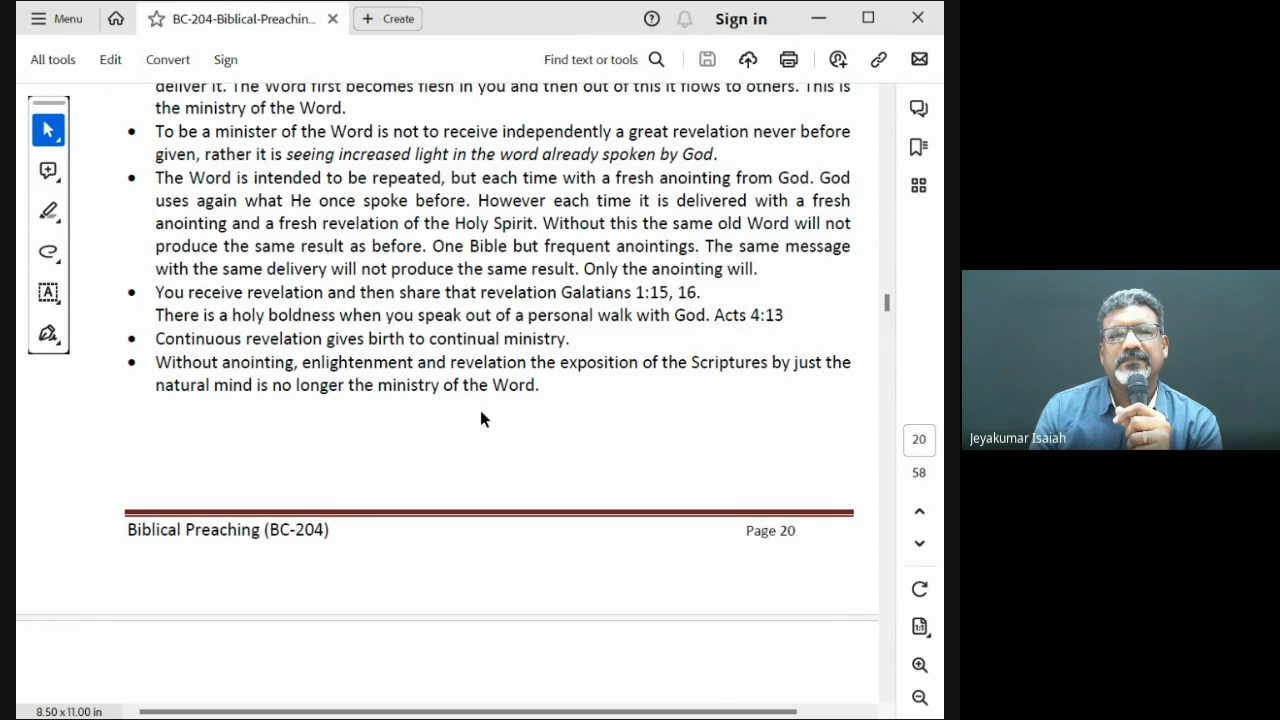 Menu
BC-204-Biblical-Preachin...
Create
Sign in
All tools
Edit
Convert
Sign
Find text or tools
deliver it. The Word first becomes flesh in you and then out of this it flows to others. This is
the ministry of the Word.
• To be a minister of the Word is not to receive independently a great revelation never before
given, rather it is seeing increased light in the word already spoken by God.
• The Word is intended to be repeated, but each time with a fresh anointing from God. God
uses again what He once spoke before. However each time it is delivered with a fresh
anointing and a fresh revelation of the Holy Spirit. Without this the same old Word will not
produce the same result as before. One Bible but frequent anointings. The same message
with the same delivery will not produce the same result. Only the anointing will.
• You receive revelation and then share that revelation Galatians 1:15, 16.
There is a holy boldness when you speak out of a personal walk with God. Acts 4:13
• Continuous revelation gives birth to continual ministry.
• Without anointing, enlightenment and revelation the exposition of the Scriptures by just the
natural mind is no longer the ministry of the Word.
Biblical Preaching (BC-204)
Page 20
20
58
1:1
8.50 x 11.00 in
Jeyakumar Isaiah